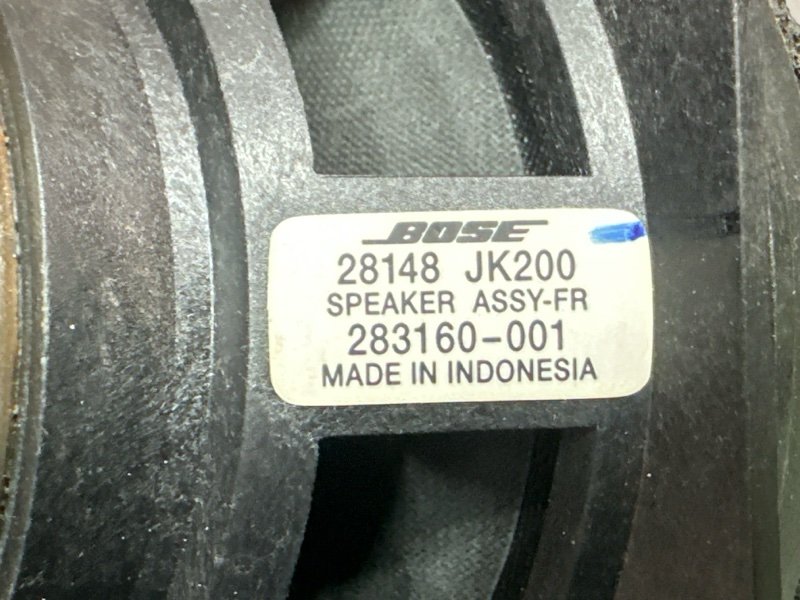 BOSE
28148 JK200
SPEAKER ASSY-FR
283160-001
MADE IN INDONESIA